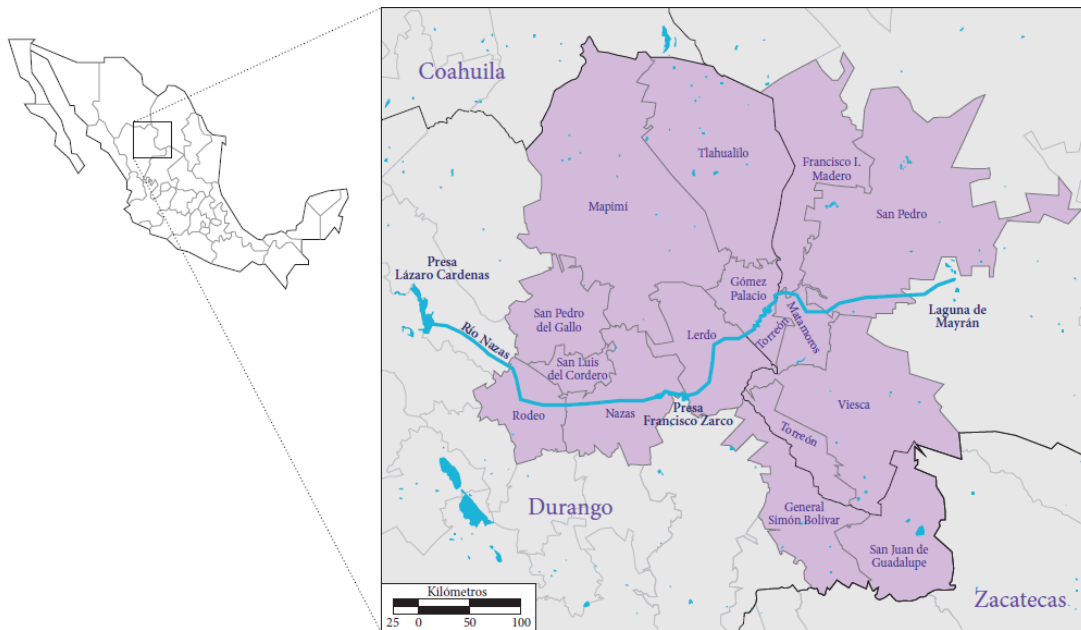 Coahuila
Tlahualilo
Francisco I.
Madero
Mapimí
San Pedro
Presa
Lázaro Cardenas
Gómez
Palacio
Laguna de
Mayrán
San Pedro
del Gallo
Río Nazas
Matamoros
Torreón
Lerdo
San Luis
del Cordero
Rodeo
Nazas
Presa
Francisco Zarco
Viesca
Torreón
Durango
General
Simón Bolivar
San Juan de
Guadalupe
Zacatecas
Kilómetros
25 0 50 100